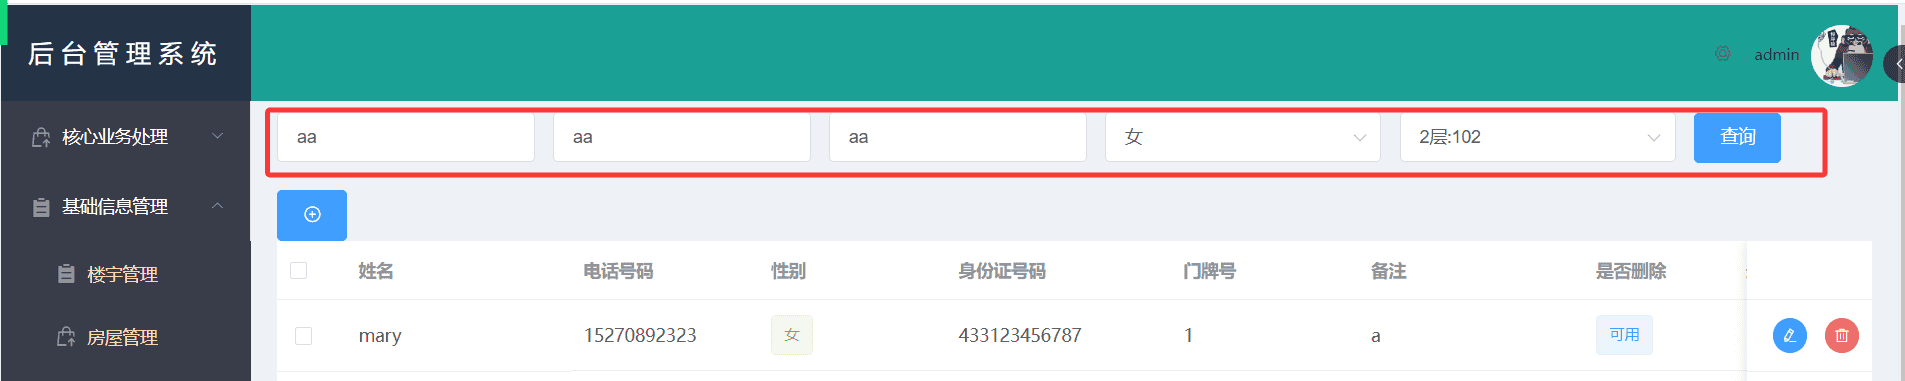 后台管理系统
admin
核心业务处理
基础信息管理
楼宇管理
房屋管理
aa aa aa 女 2层:102 查询
姓名 电话号码 性别 身份证号码 门牌号 备注 是否删除
mary 15270892323 女 433123456787 1 a 可用